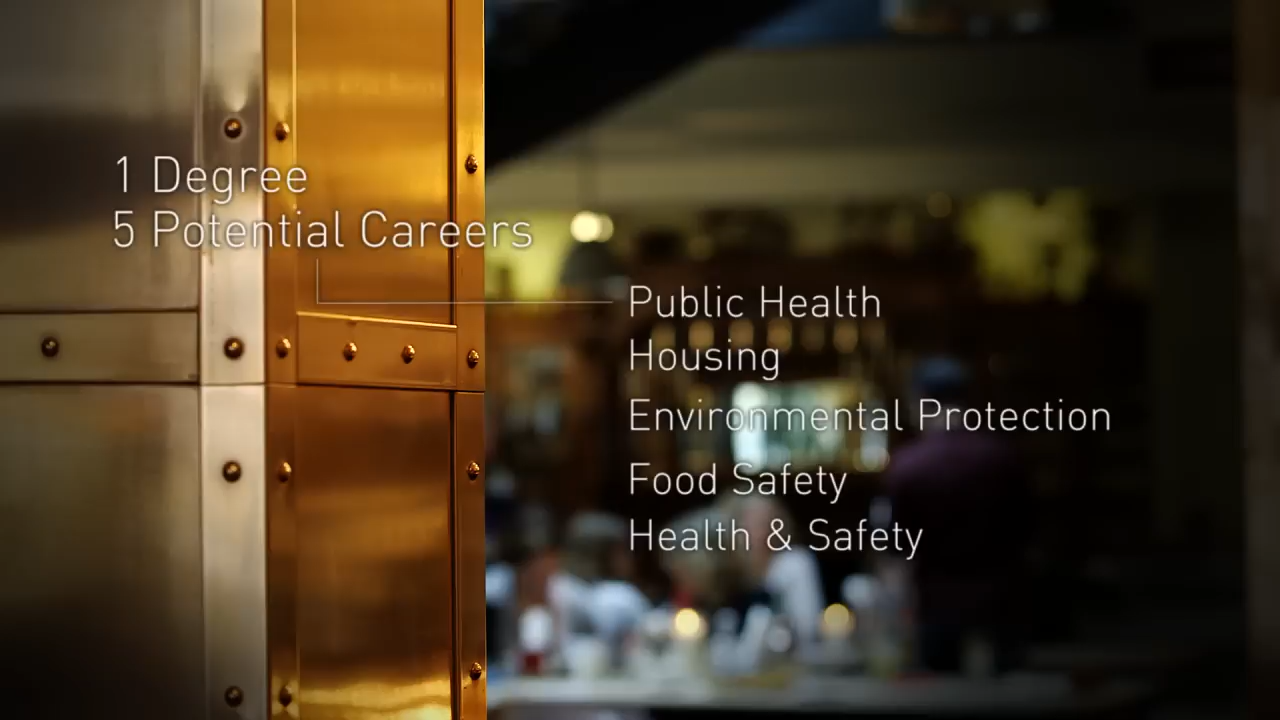 1 Degree
5 Potential Careers
Public Health
Housing
Environmental Protection
Food Safety
Health & Safety